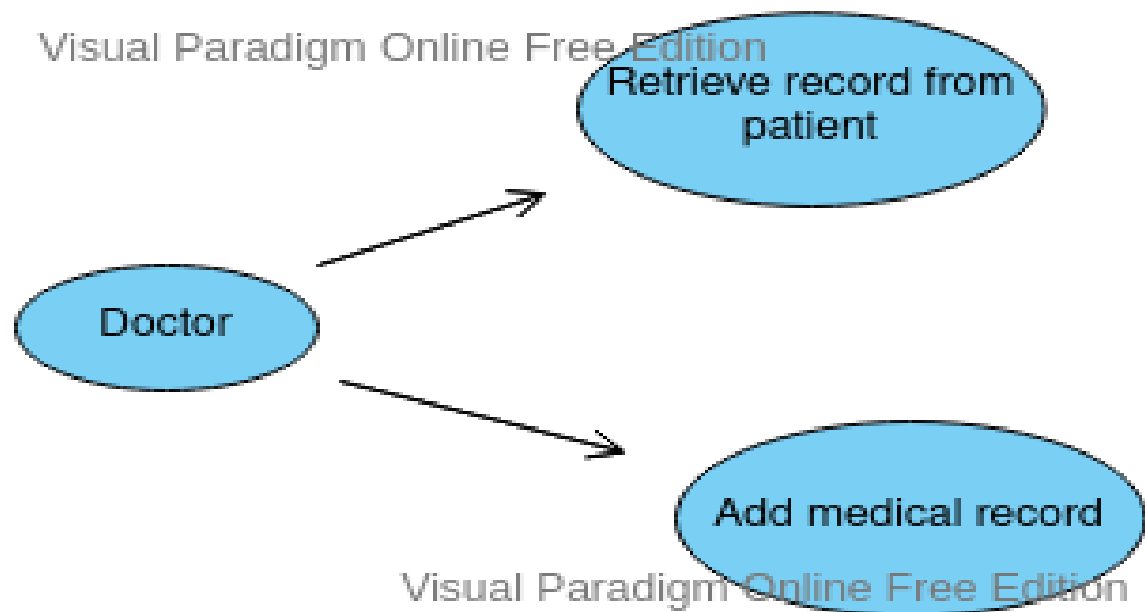 Visual Paradigm Online Free Edition
Retrieve record from
patient
Doctor
Add medical record
Visual Paradigm Online Free Edition